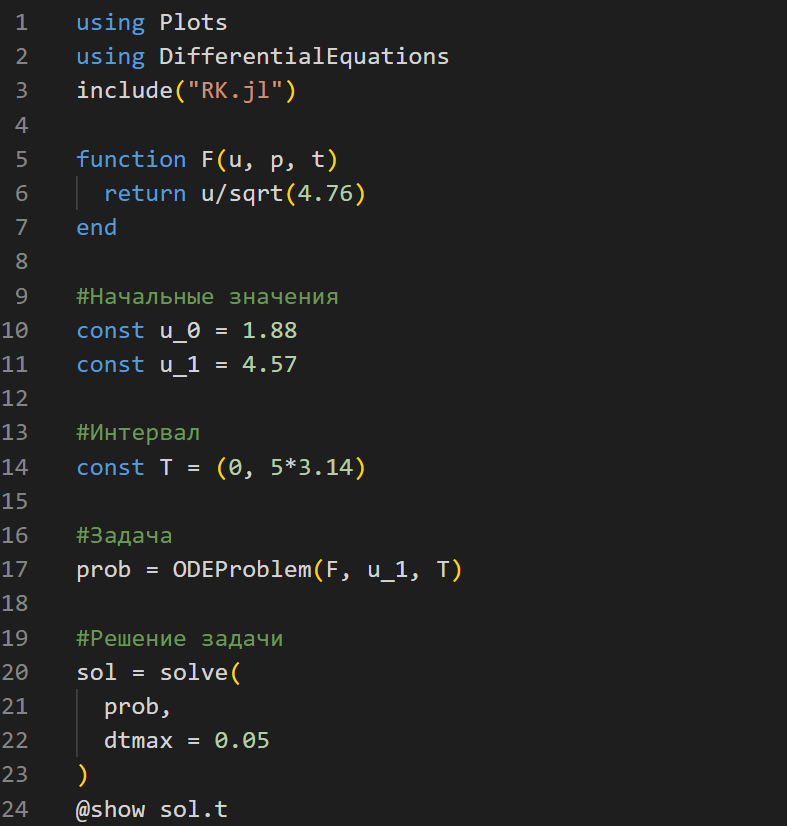 1 using Plots
2 using DifferentialEquations
3 include("RK.jl")
4
5 function F(u, p, t)
6 return u/sqrt(4.76)
7 end
8
9 #Начальные значения
10 const u_0 = 1.88
11 const u_1 = 4.57
12
13 #Интервал
14 const T = (0, 5*3.14)
15
16 #Задача
17 prob = ODEProblem(F, u_1, T)
18
19 #Решение задачи
20 sol = solve(
21 prob,
22 dtmax = 0.05
23 )
24 @show sol.t